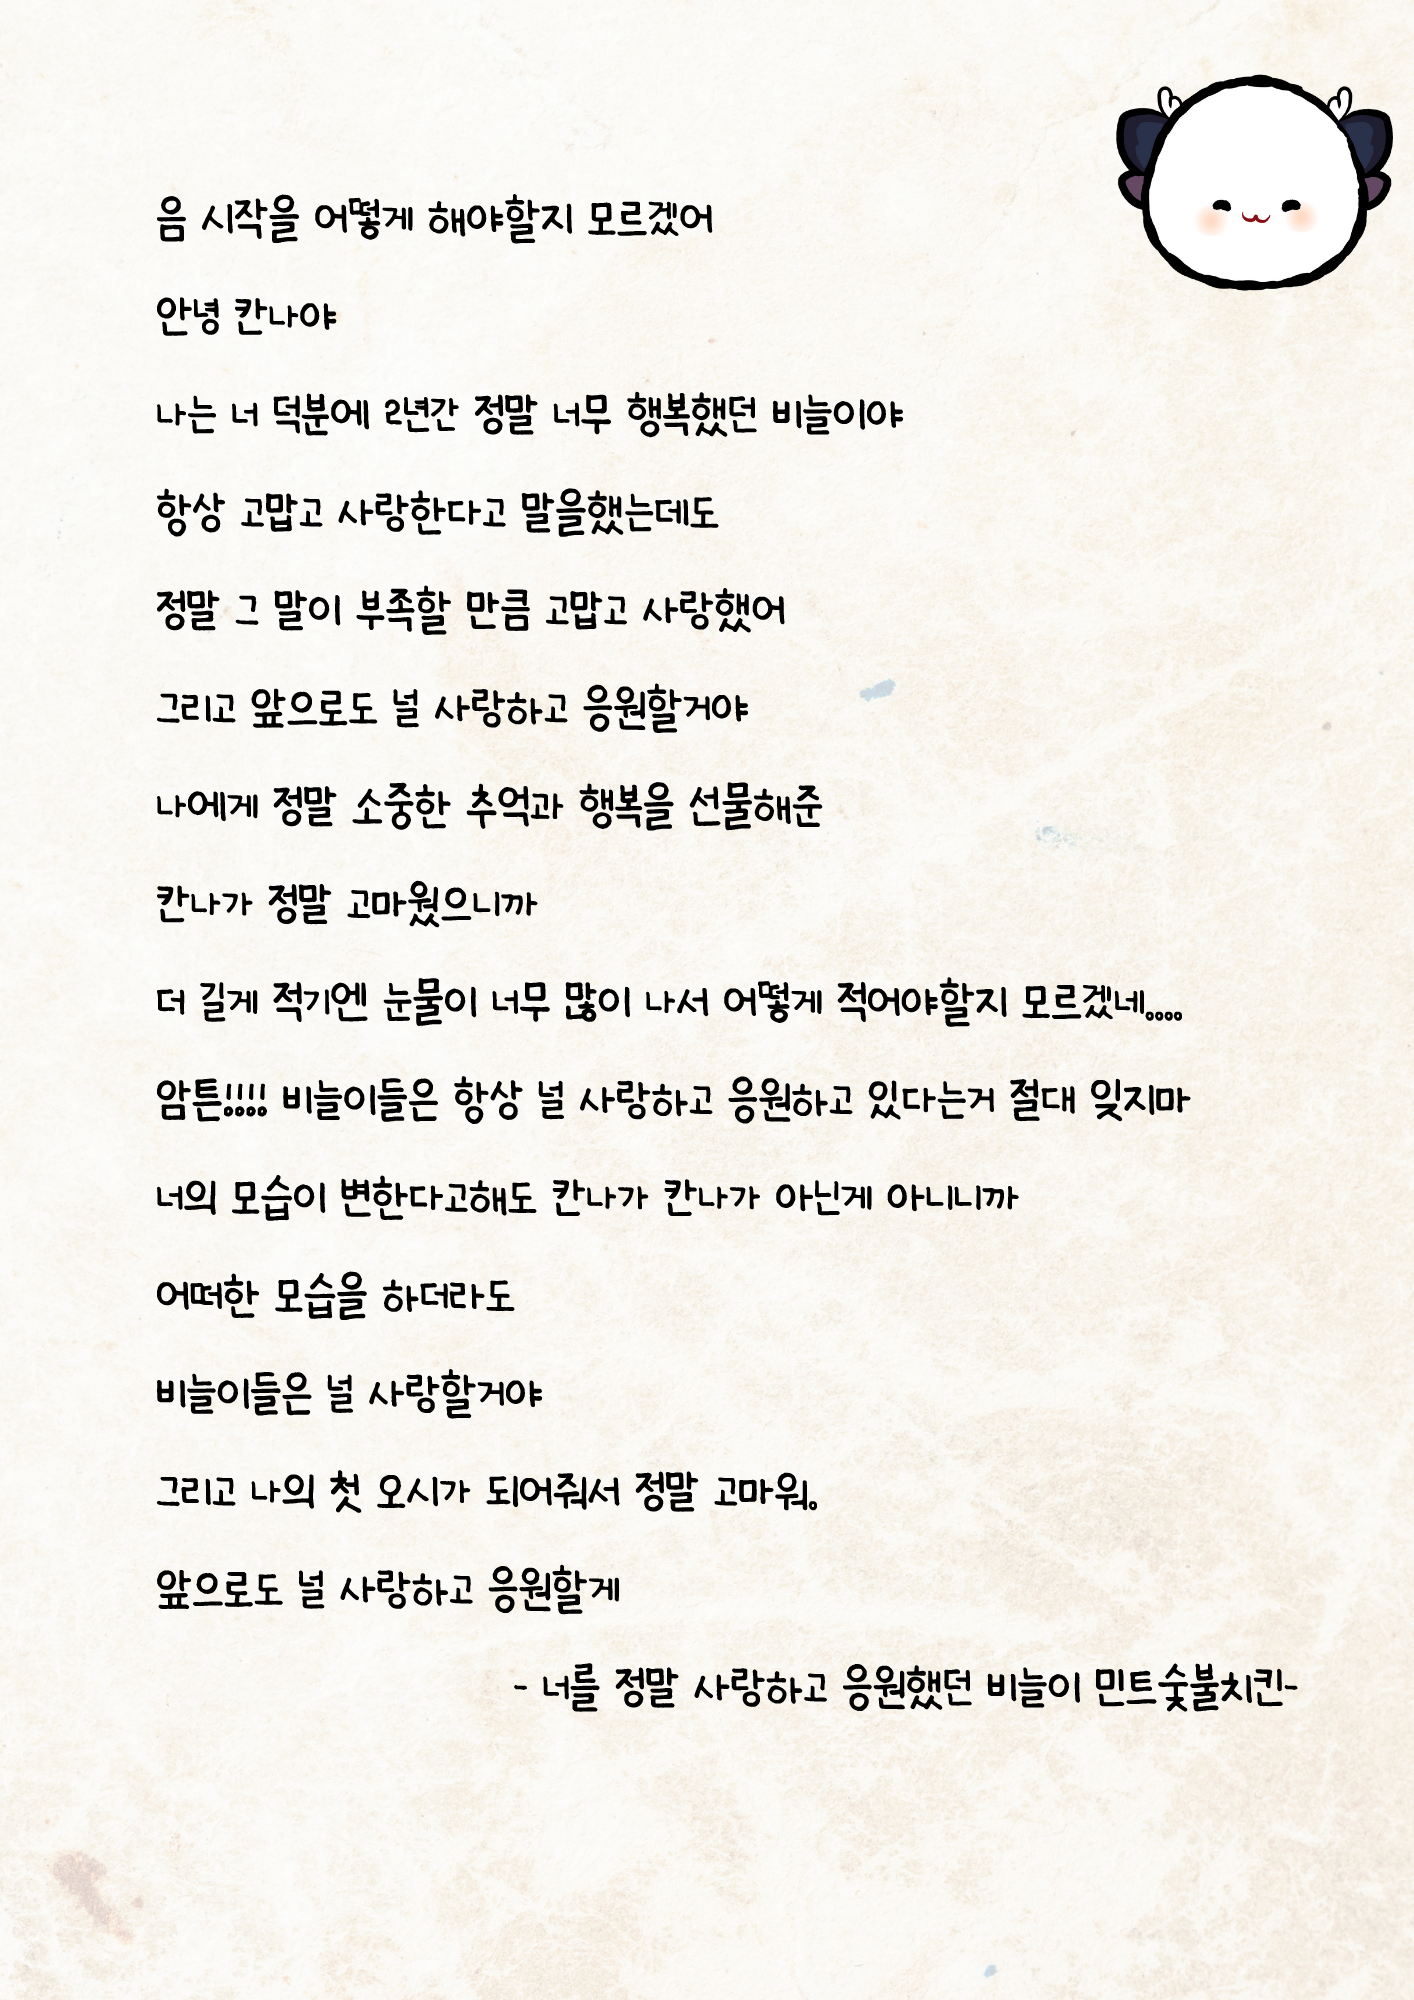 음 시작을 어떻게 해야할지 모르겠어
안녕 칸나야
나는 너 덕분에 2년간 정말 너무 행복했던 비늘이야
항상 고맙고 사랑한다고 말을했는데도
정말 그 말이 부족할 만큼 고맙고 사랑했어
그리고 앞으로도 널 사랑하고 응원할거야
나에게 정말 소중한 추억과 행복을 선물해준
칸나가 정말 고마웠으니까
더 길게 적기엔 눈물이 너무 많이 나서 어떻게 적어야할지 모르겠네....
암튼!!!! 비늘이들은 항상 널 사랑하고 응원하고 있다는거 절대 잊지마
너의 모습이 변한다고해도 칸나가 칸나가 아닌게 아니니까
어떠한 모습을 하더라도
비늘이들은 널 사랑할거야
그리고 나의 첫 오시가 되어줘서 정말 고마워.
앞으로도 널 사랑하고 응원할게
- 너를 정말 사랑하고 응원했던 비늘이 민트숯불치킨-